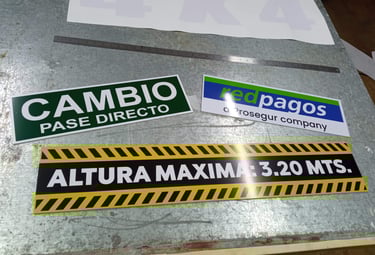 CAMBIO
PASE DIRECTO
redpagos
a Prosegur company
ALTURA MAXIMA: 3.20 MTS.